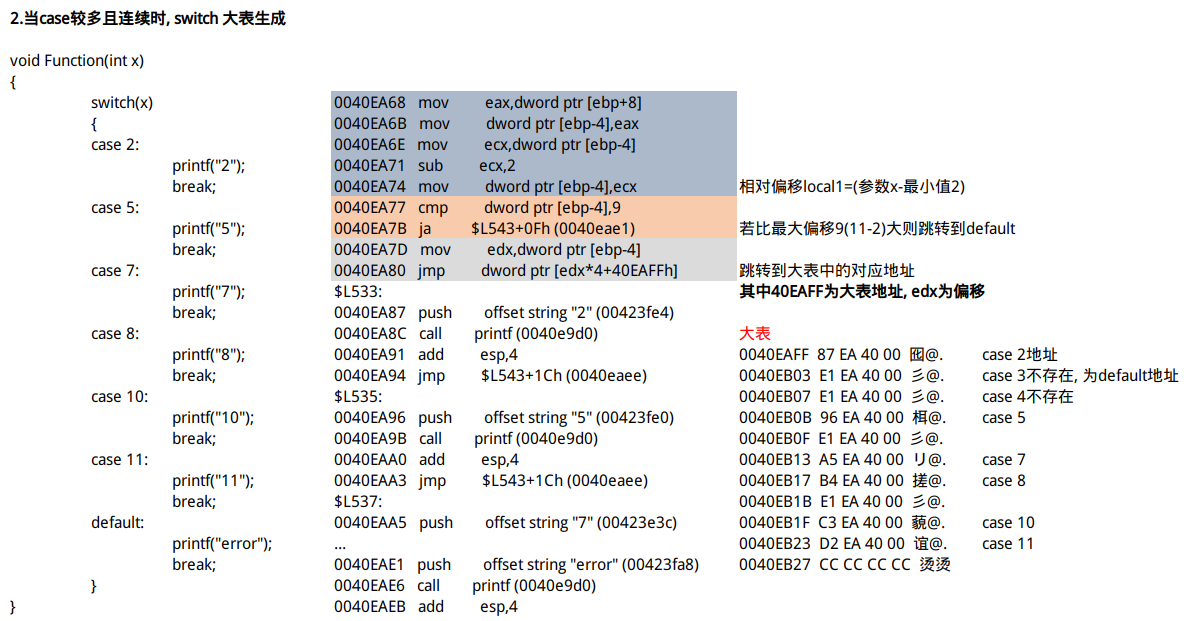 2.当case较多且连续时, switch 大表生成
void Function(int x)
{
switch(x) 0040EA68 mov eax,dword ptr [ebp+8]
{ 0040EA6B mov dword ptr [ebp-4],eax
case 2: 0040EA6E mov ecx,dword ptr [ebp-4]
printf("2"); 0040EA71 sub ecx,2
break; 0040EA74 mov dword ptr [ebp-4],ecx 相对偏移local1=(参数x-最小值2)
case 5: 0040EA77 cmp dword ptr [ebp-4],9
printf("5"); 0040EA7B ja $L543+0Fh (0040eae1) 若比最大偏移9(11-2)大则跳转到default
break; 0040EA7D mov edx,dword ptr [ebp-4]
case 7: 0040EA80 jmp dword ptr [edx*4+40EAFFh] 跳转到大表中的对应地址
printf("7"); $L533: 其中40EAFF为大表地址, edx为偏移
break; 0040EA87 push offset string "2" (00423fe4)
case 8: 0040EA8C call printf (0040e9d0) 大表
printf("8"); 0040EA91 add esp,4 0040EAFF 87 EA 40 00 囤@. case 2地址
break; 0040EA94 jmp $L543+1Ch (0040eaee) 0040EB03 E1 EA 40 00 彡@. case 3不存在, 为default地址
case 10: $L535: 0040EB07 E1 EA 40 00 彡@. case 4不存在
printf("10"); 0040EA96 push offset string "5" (00423fe0) 0040EB0B 96 EA 40 00 @. case 5
break; 0040EA9B call printf (0040e9d0) 0040EB0F E1 EA 40 00 彡@.
case 11: 0040EAA0 add esp,4 0040EB13 A5 EA 40 00 リ@. case 7
printf("11"); 0040EAA3 jmp $L543+1Ch (0040eaee) 0040EB17 B4 EA 40 00 搓@. case 8
break; $L537: 0040EB1B E1 EA 40 00 彡@.
default: 0040EAA5 push offset string "7" (00423e3c) 0040EB1F C3 EA 40 00 藐@. case 10
printf("error"); ... 0040EB23 D2 EA 40 00 谊@. case 11
break; 0040EAE1 push offset string "error" (00423fa8) 0040EB27 CC CC CC CC 烫烫
} 0040EAE6 call printf (0040e9d0)
} 0040EAEB add esp,4